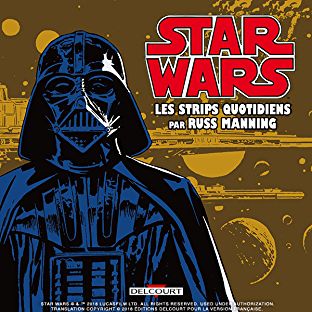 STAR
WARS
LES STRIPS QUOTIDIENS
PAR RUSS MANNING
DELCOURT
STAR WARS ® & ™ 2016 LUCASFILM LTD. ALL RIGHTS RESERVED. USED UNDER AUTHORIZATION.
TRANSLATION COPYRIGHT © 2016 EDITIONS DELCOURT POUR LA VERSION FRANÇAISE.